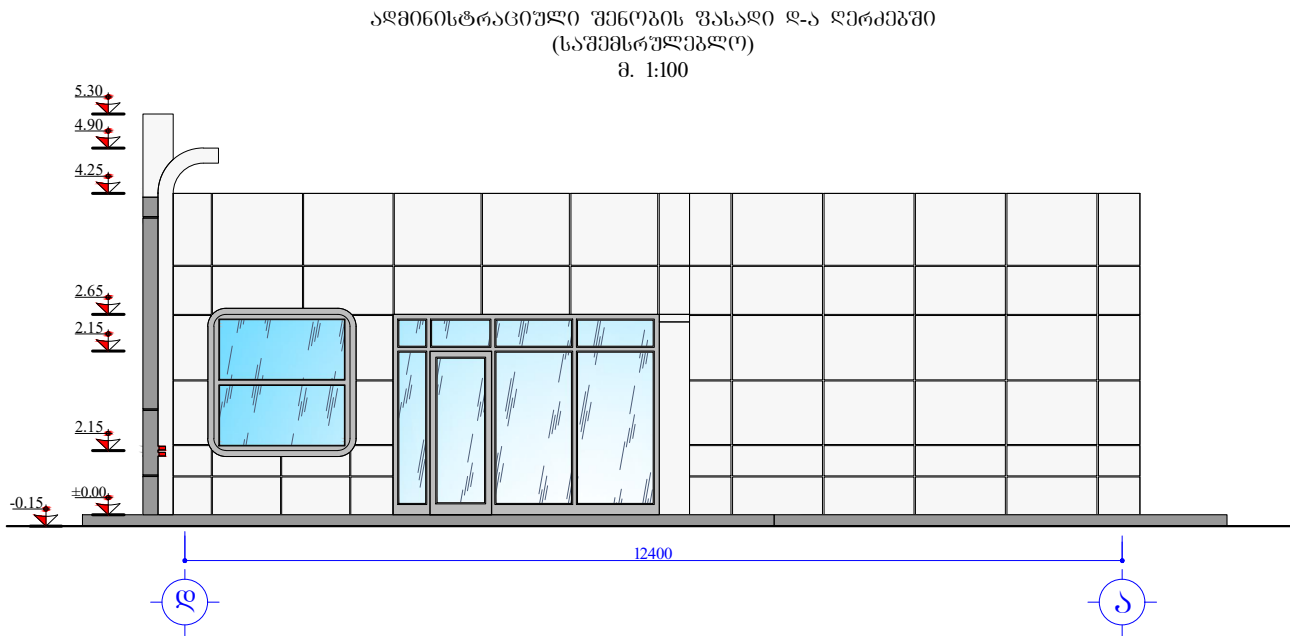 ადმინისტრაციული შენობის ფასადი დ-ა ღერძებში
(საშემსრულებლო)
მ. 1:100
5.30
4.90
4.25
2.65
2.15
2.15
±0.00
-0.15
12400
დ
ა